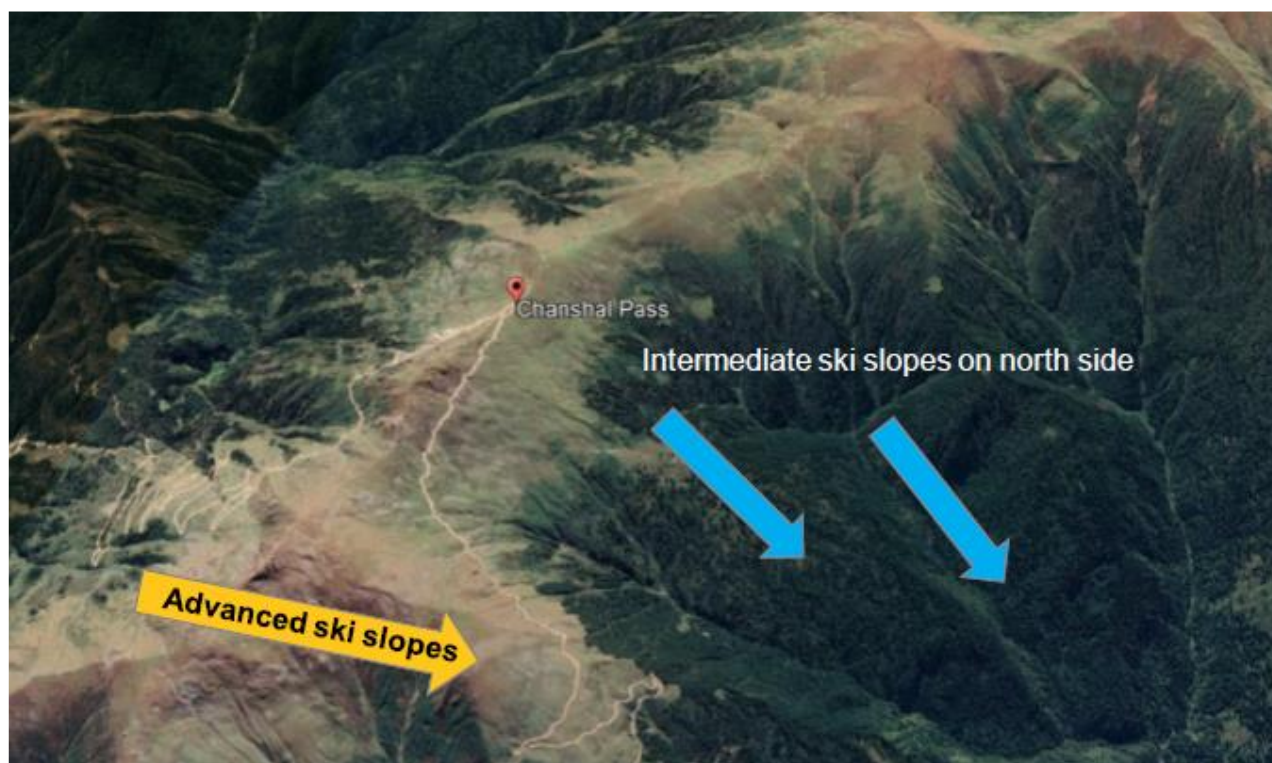 Chanshal Pass
Intermediate ski slopes on north side
Advanced ski slopes